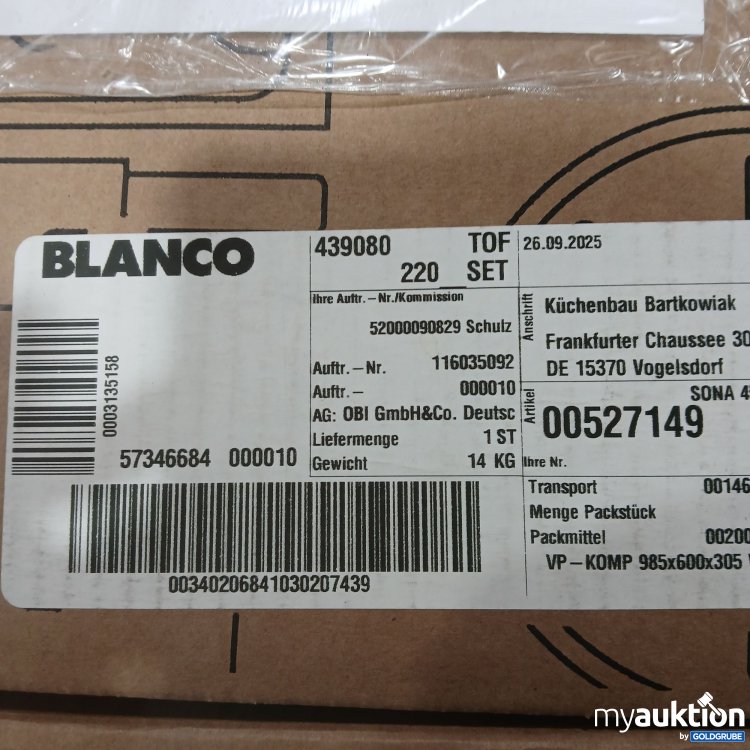 BLANCO
439080 TOF
220 SET
26.09.2025
0003135158
57346684 000010
Ihre Auftr.-Nr./Kommission
52000090829 Schulz
Auftr.-Nr. 116035092
Auftr.- 000010
AG: OBI GmbH&Co. Deutsc
Liefermenge 1 ST
Gewicht 14 KG
Anschrift
Küchenbau Bartkowiak
Frankfurter Chaussee 30
DE 15370 Vogelsdorf
Artikel
SONA 4
00527149
Ihre Nr.
Transport 00146
Menge Packstück
Packmittel 00200
VP-KOMP 985x600x305
00340206841030207439
myauktion
by GOLDGRUBE